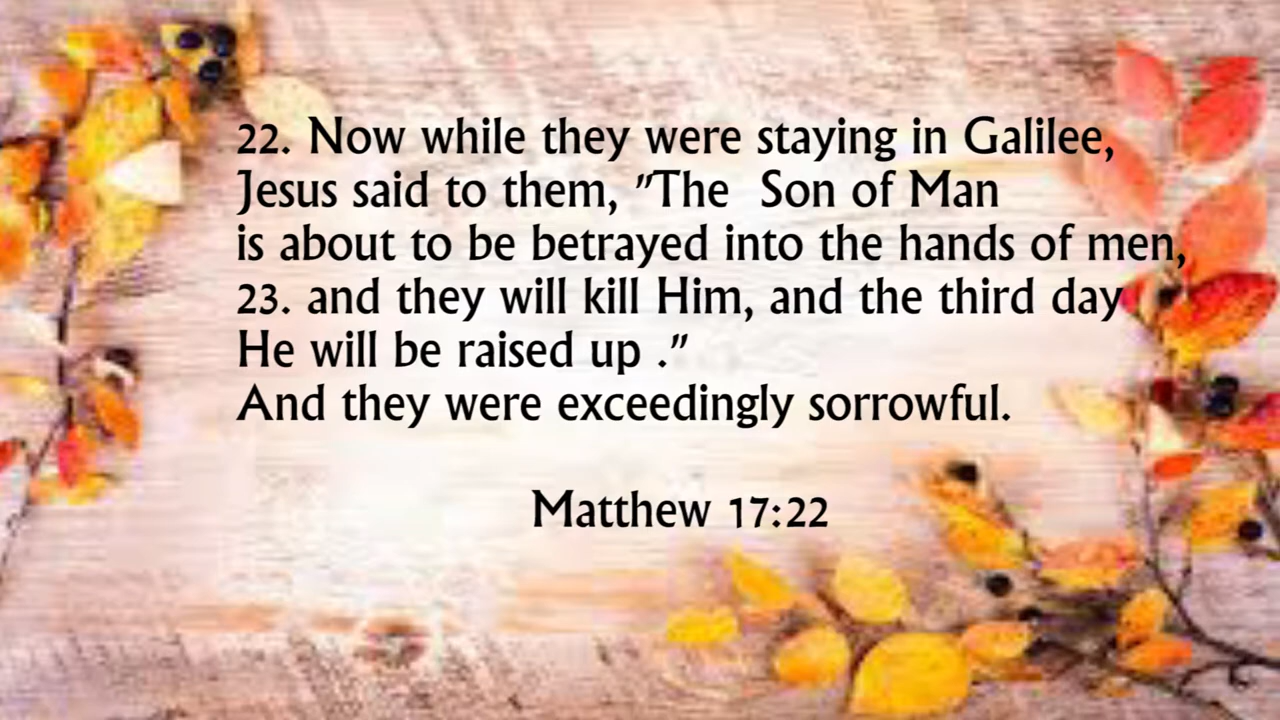 22. Now while they were staying in Galilee,
Jesus said to them, "The  Son of Man
is about to be betrayed into the hands of men,
23. and they will kill Him, and the third day
He will be raised up ."
And they were exceedingly sorrowful.
Matthew 17:22